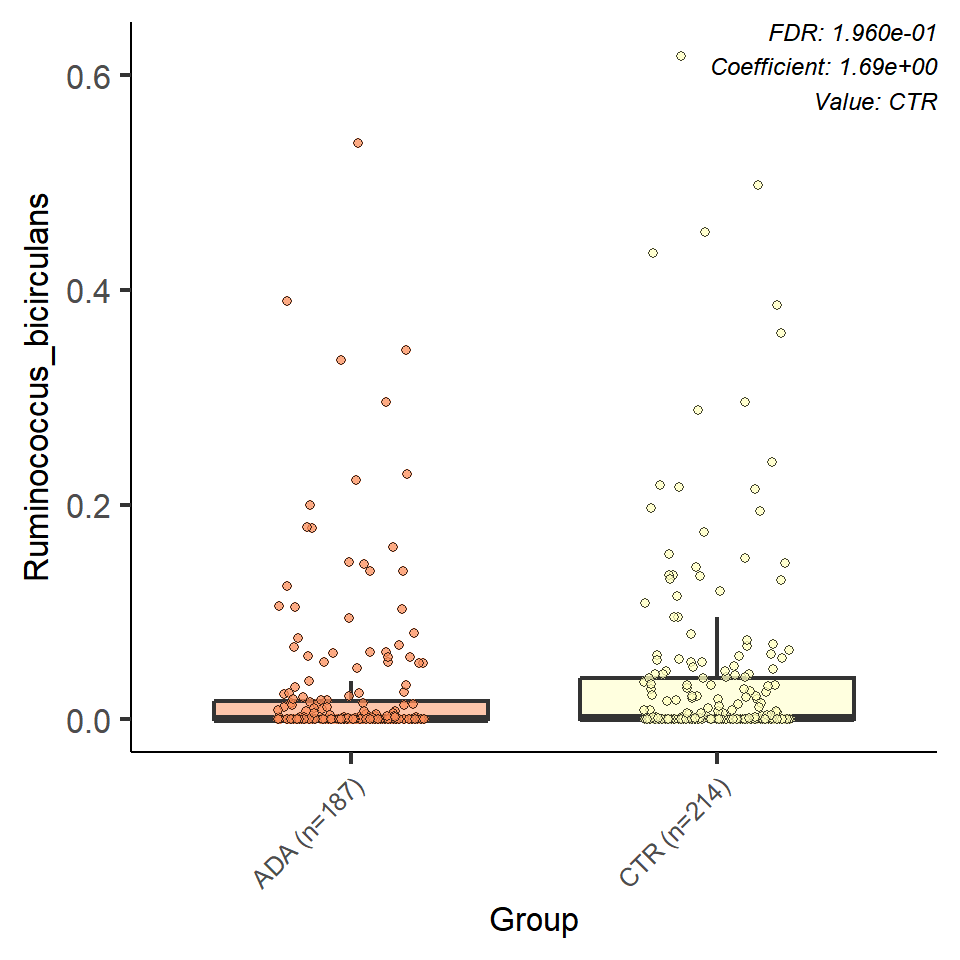 FDR: 1.960e-01
Coefficient: 1.69e+00
Value: CTR
Ruminococcus_bicirculans
0.6
0.4
0.2
0.0
ADA (n=187)
CTR (n=214)
Group